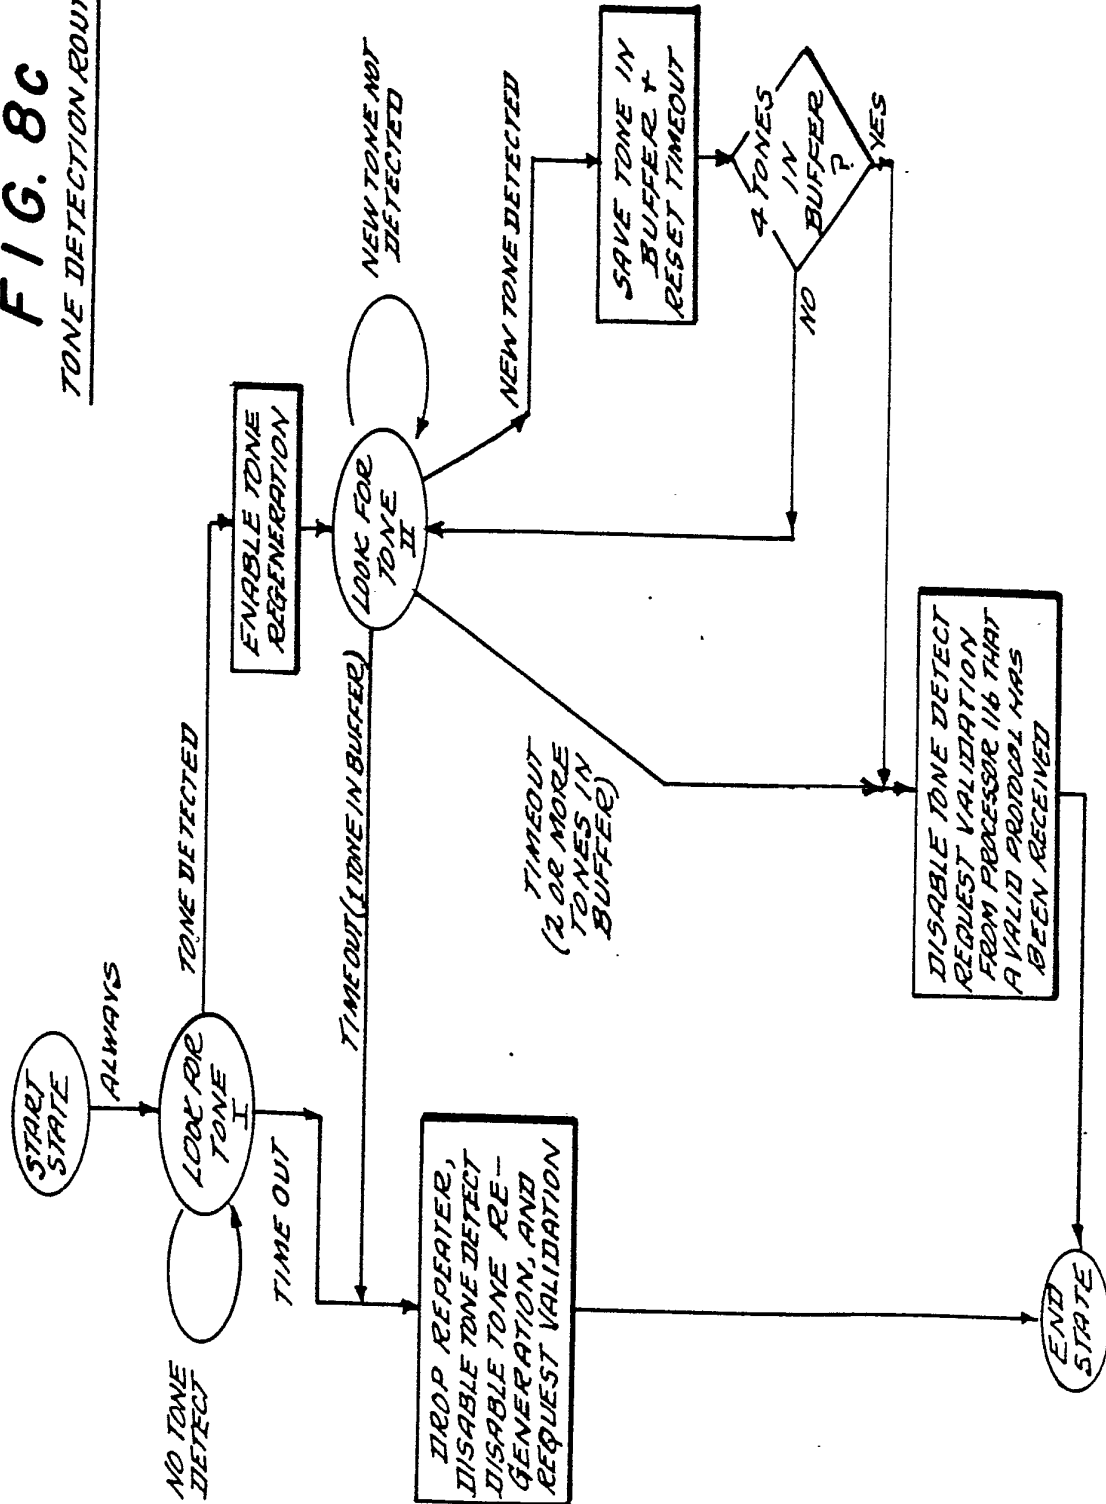 FIG. 8c
START
STATE
ALWAYS
NO TONE
DETECT
LOOK FOR
TONE
I
TONE DETECTED
TIME OUT
ENABLE TONE
REGENERATION
LOOK FOR
TONE
II
NEW TONE NOT
DETECTED
TIMEOUT (1 TONE IN BUFFER)
NEW TONE DETECTED
SAVE TONE IN
BUFFER +
RESET TIMEOUT
4 TONES
IN
BUFFER
?
YES
NO
TIMEOUT
(2 OR MORE
TONES IN
BUFFER)
DROP REPEATER,
DISABLE TONE DETECT
DISABLE TONE RE-
GENERATION, AND
REQUEST VALIDATION
DISABLE TONE DETECT
REQUEST VALIDATION
FROM PROCESSOR 116 THAT
A VALID PROTOCOL HAS
BEEN RECEIVED
END
STATE
TONE DETECTION